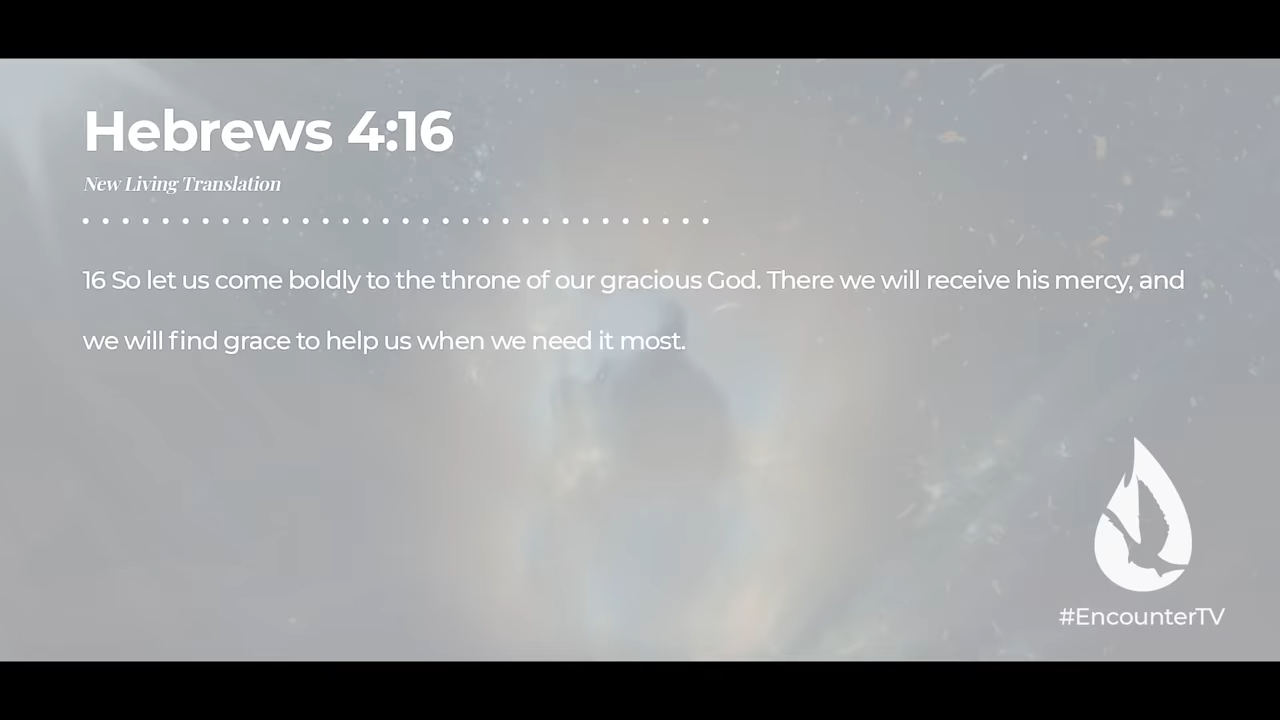 Hebrews 4:16
New Living Translation
16 So let us come boldly to the throne of our gracious God. There we will receive his mercy, and
we will find grace to help us when we need it most.
#EncounterTV